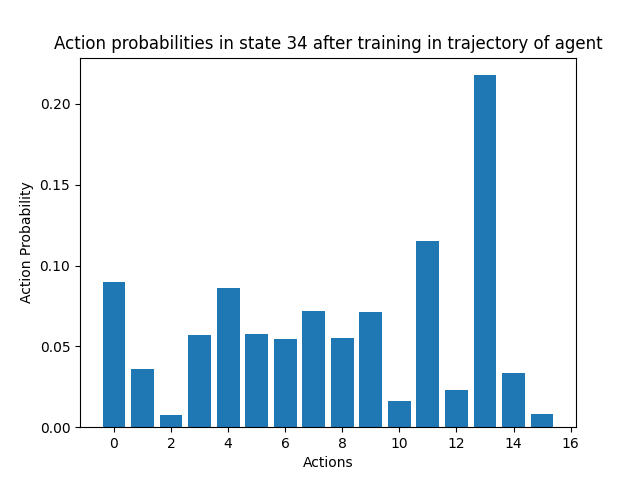 Action probabilities in state 34 after training in trajectory of agent
0.20
0.15
0.10
0.05
0.00
Action Probability
0 2 4 6 8 10 12 14 16
Actions